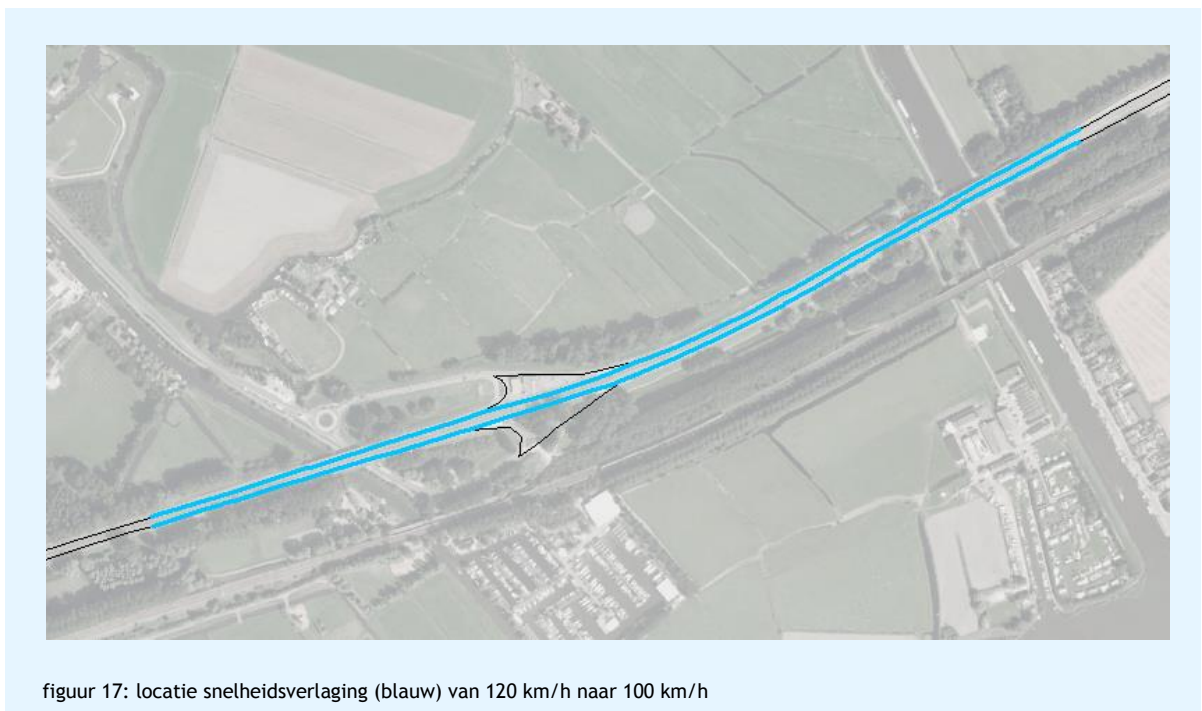 figuur 17: locatie snelheidsverlaging (blauw) van 120 km/h naar 100 km/h